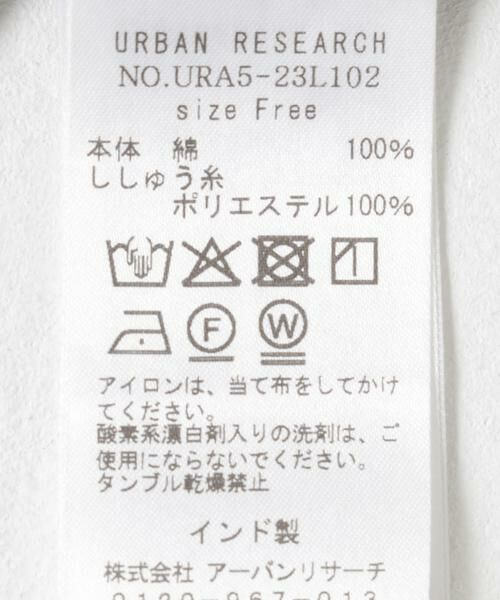 URBAN RESEARCH
NO.URA5-23L102
size Free
本体 綿 100%
ししゅう糸
ポリエステル100%
F W
アイロンは、当て布をしてかけ
てください。
酸素系漂白剤入りの洗剤は、ご
使用にならないでください。
タンブル乾燥禁止
インド製
株式会社 アーバンリサーチ
0120-967-013